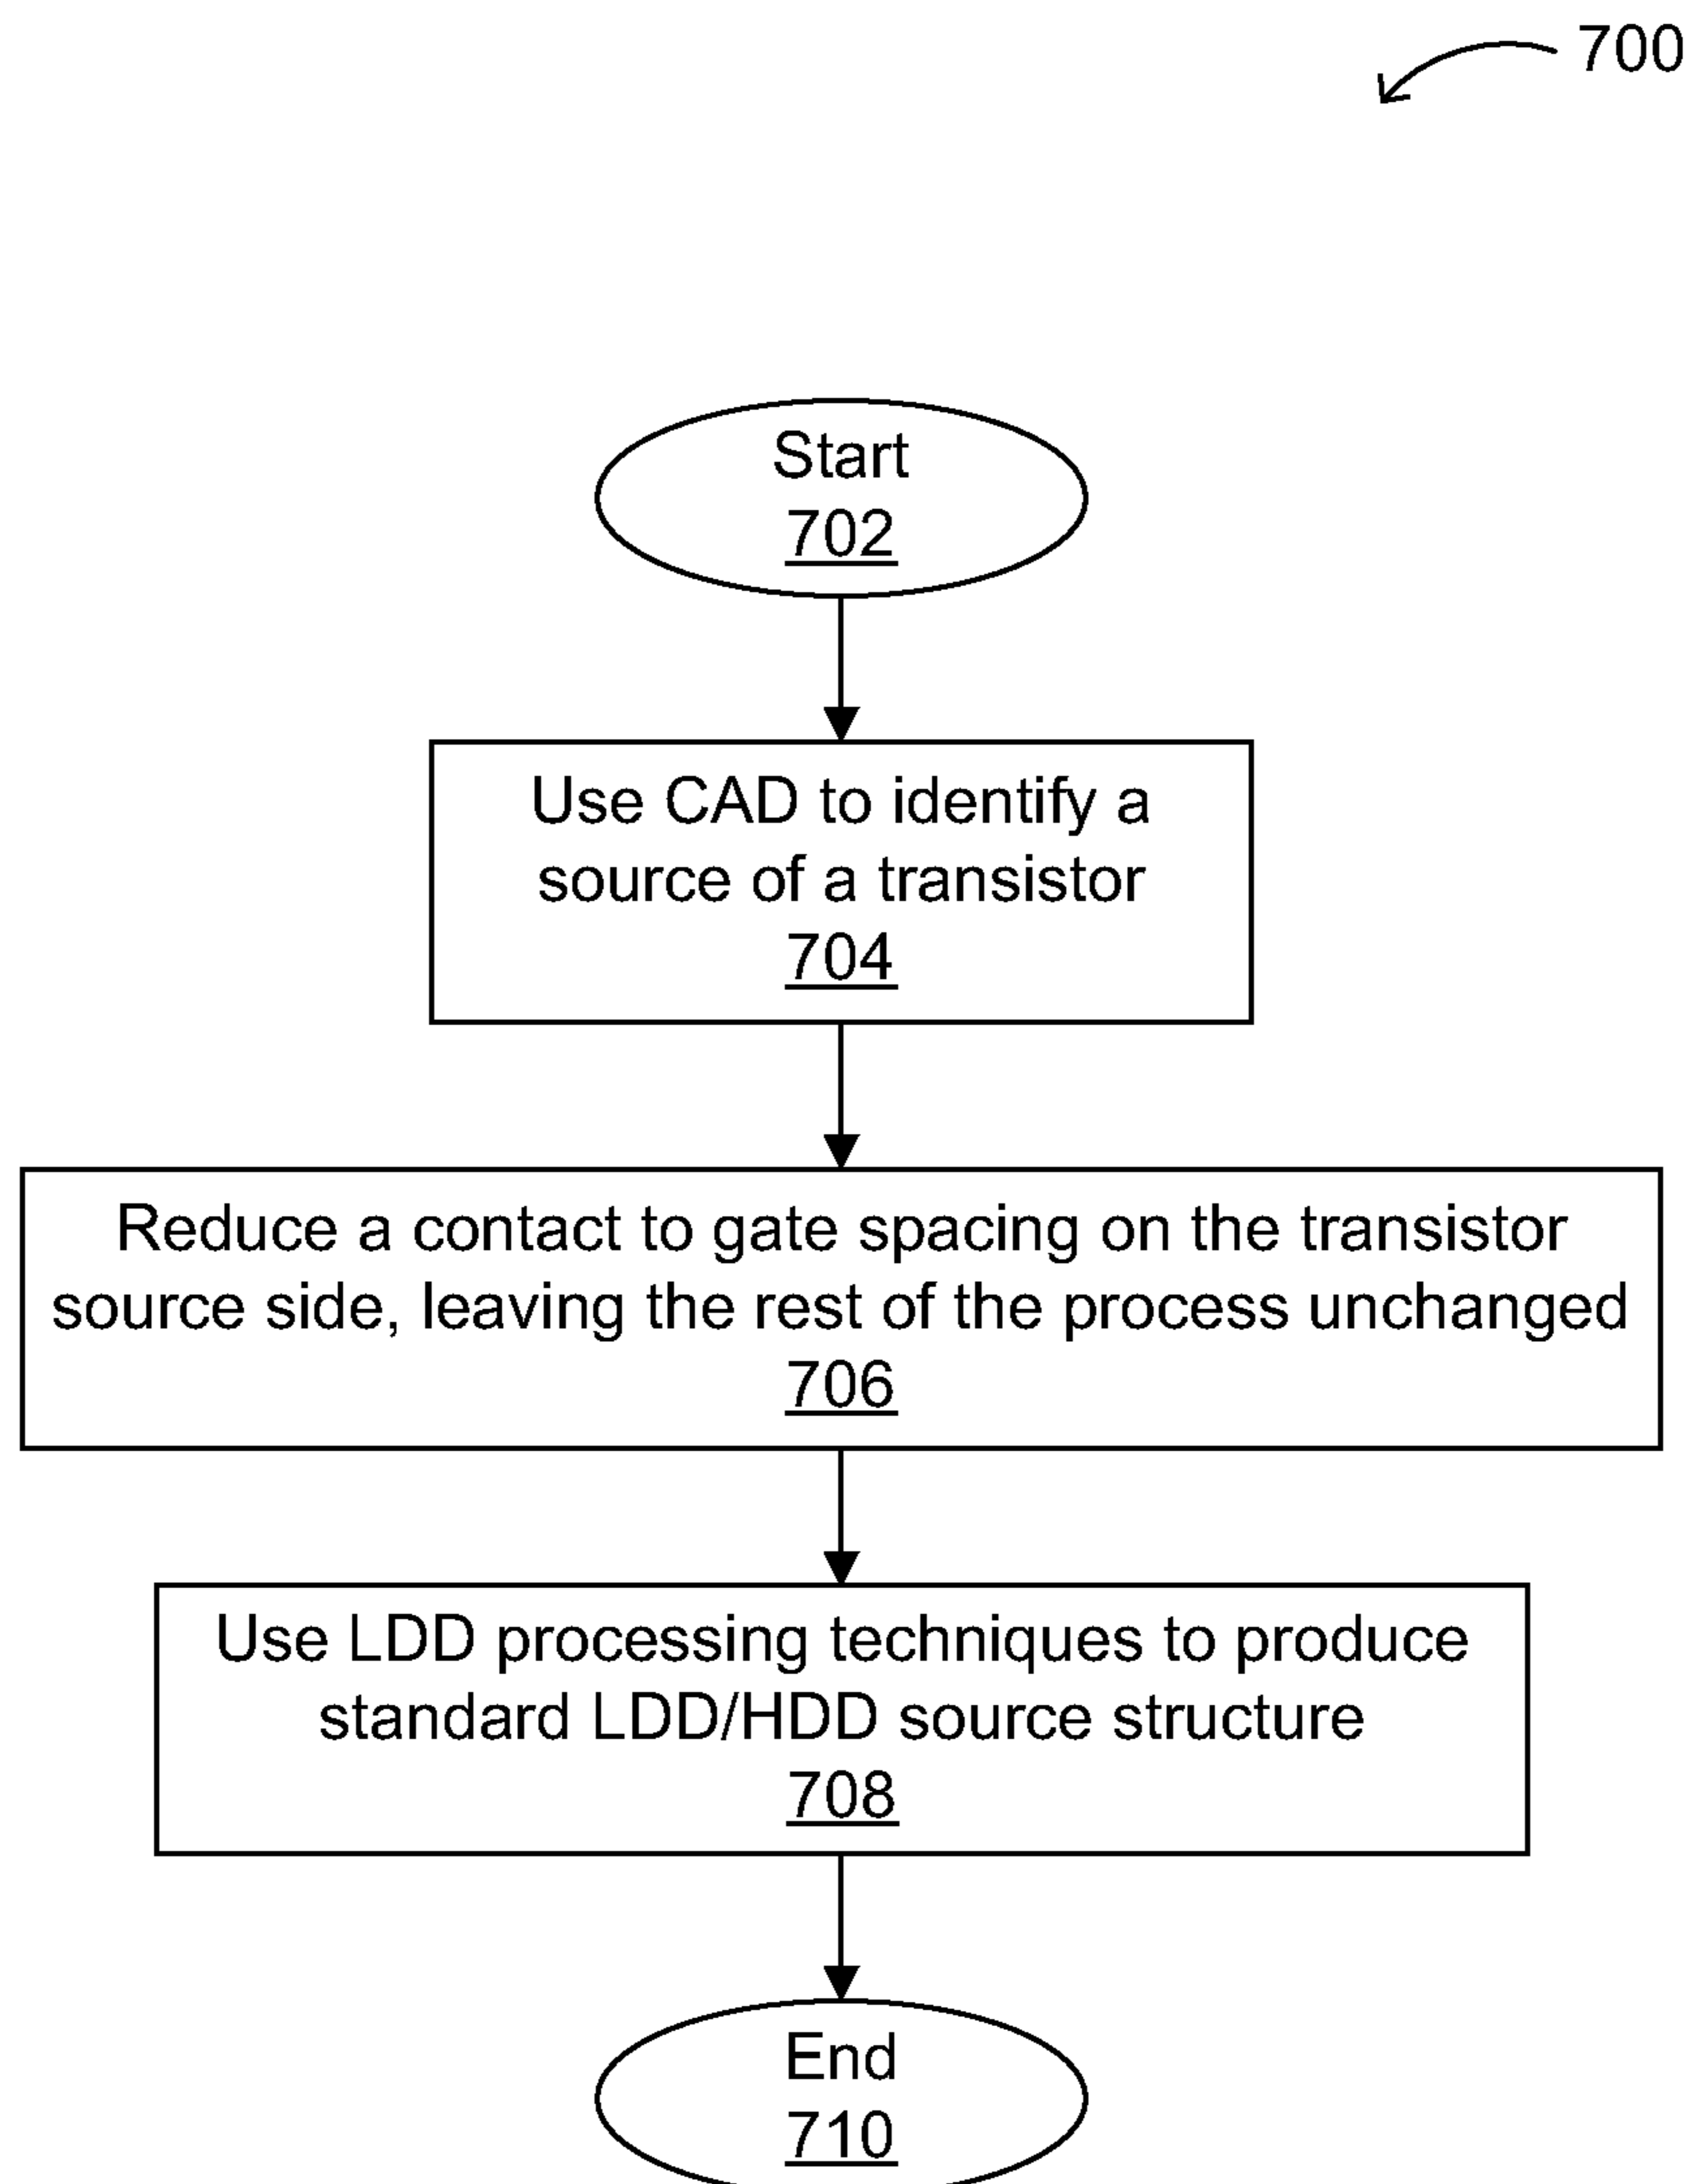 700
Start
702
Use CAD to identify a
source of a transistor
704
Reduce a contact to gate spacing on the transistor
source side, leaving the rest of the process unchanged
706
Use LDD processing techniques to produce
standard LDD/HDD source structure
708
End
710